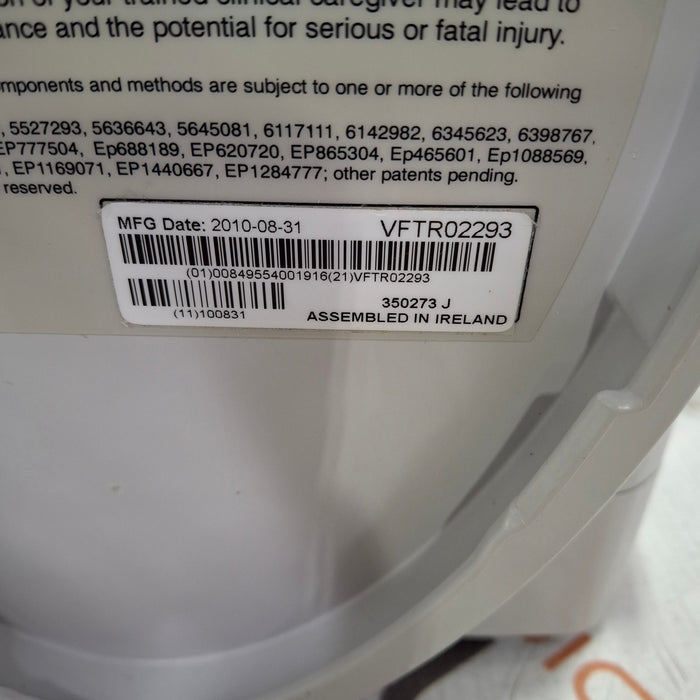 of your trained clinical caregiver may lead to
and the potential for serious or fatal injury.
and methods are subject to one or more of the following
, 5527293, 5636643, 5645081, 6117111, 6142982, 6345623, 6398767,
EP777504, Ep688189, EP620720, EP865304, Ep465601, Ep1088569,
, EP1169071, EP1440667, EP1284777; other patents pending.
reserved.
MFG Date: 2010-08-31 VFTR02293
(01)00849554001916(21)VFTR02293
350273 J
(11)100831
ASSEMBLED IN IRELAND